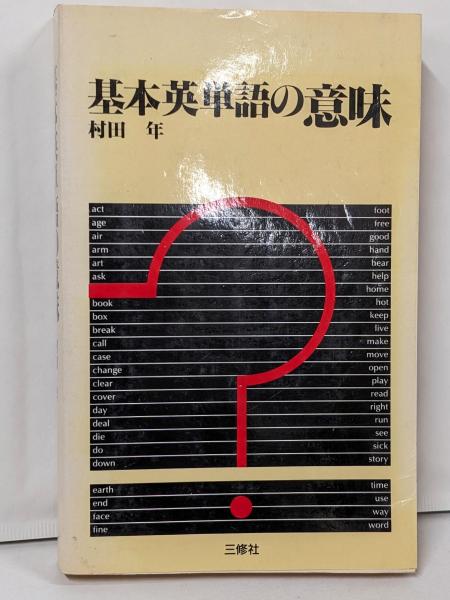 基本英単語の意味
村田 年
act foot
age free
air good
arm hand
art hear
ask help
home
book hot
box keep
break live
call make
case move
change open
clear play
cover read
day right
deal run
die see
do sick
down story
earth time
end use
face way
fine word
三修社